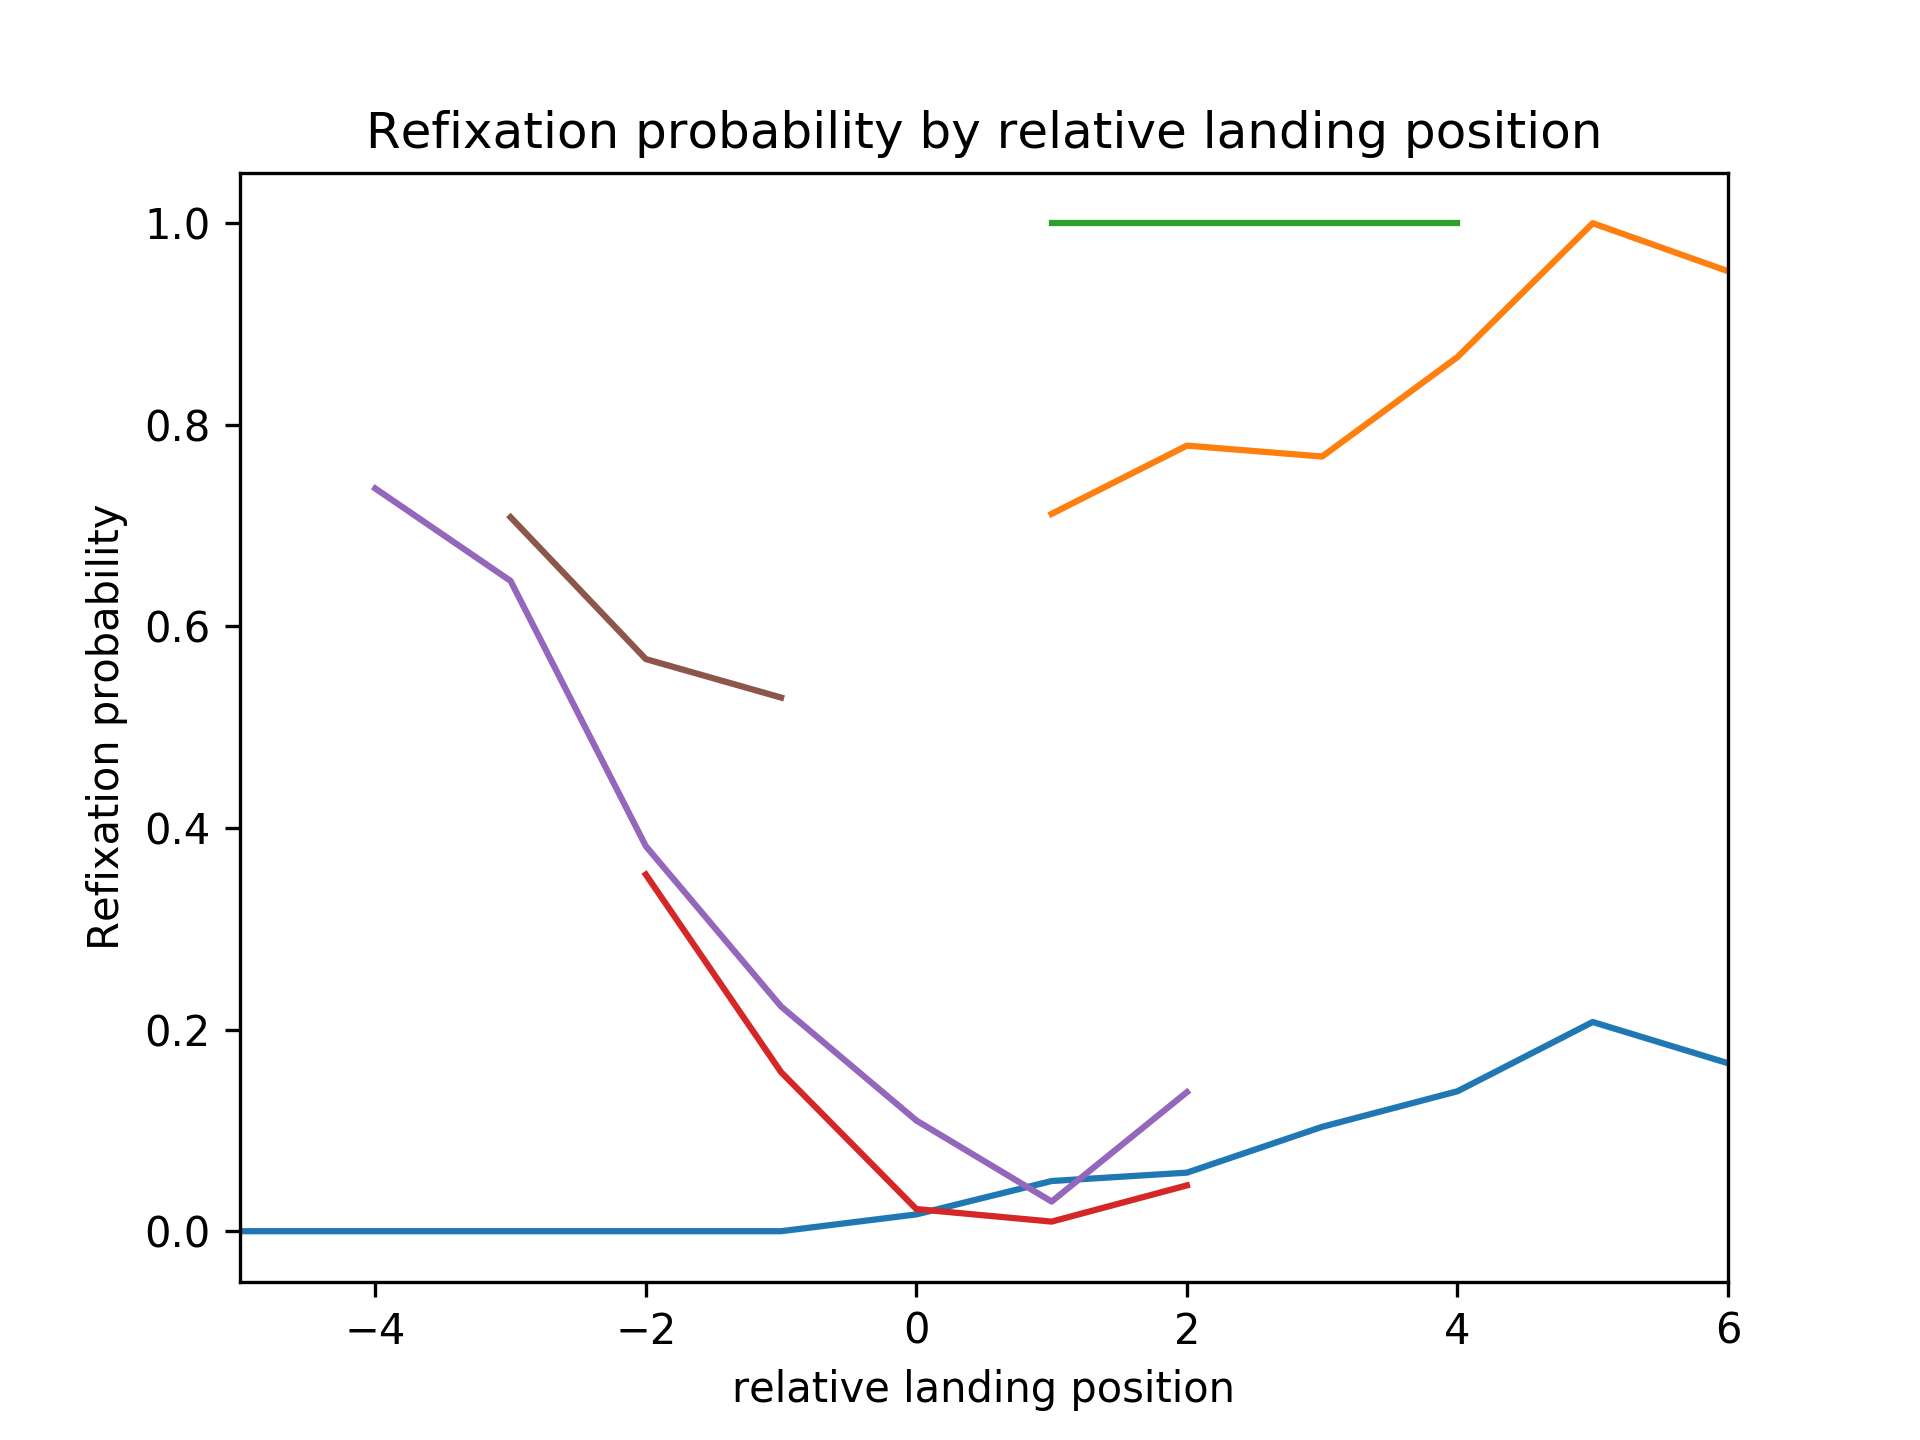 Refixation probability by relative landing position
1.0
0.8
0.6
0.4
0.2
0.0
Refixation probability
−4 −2 0 2 4 6
relative landing position